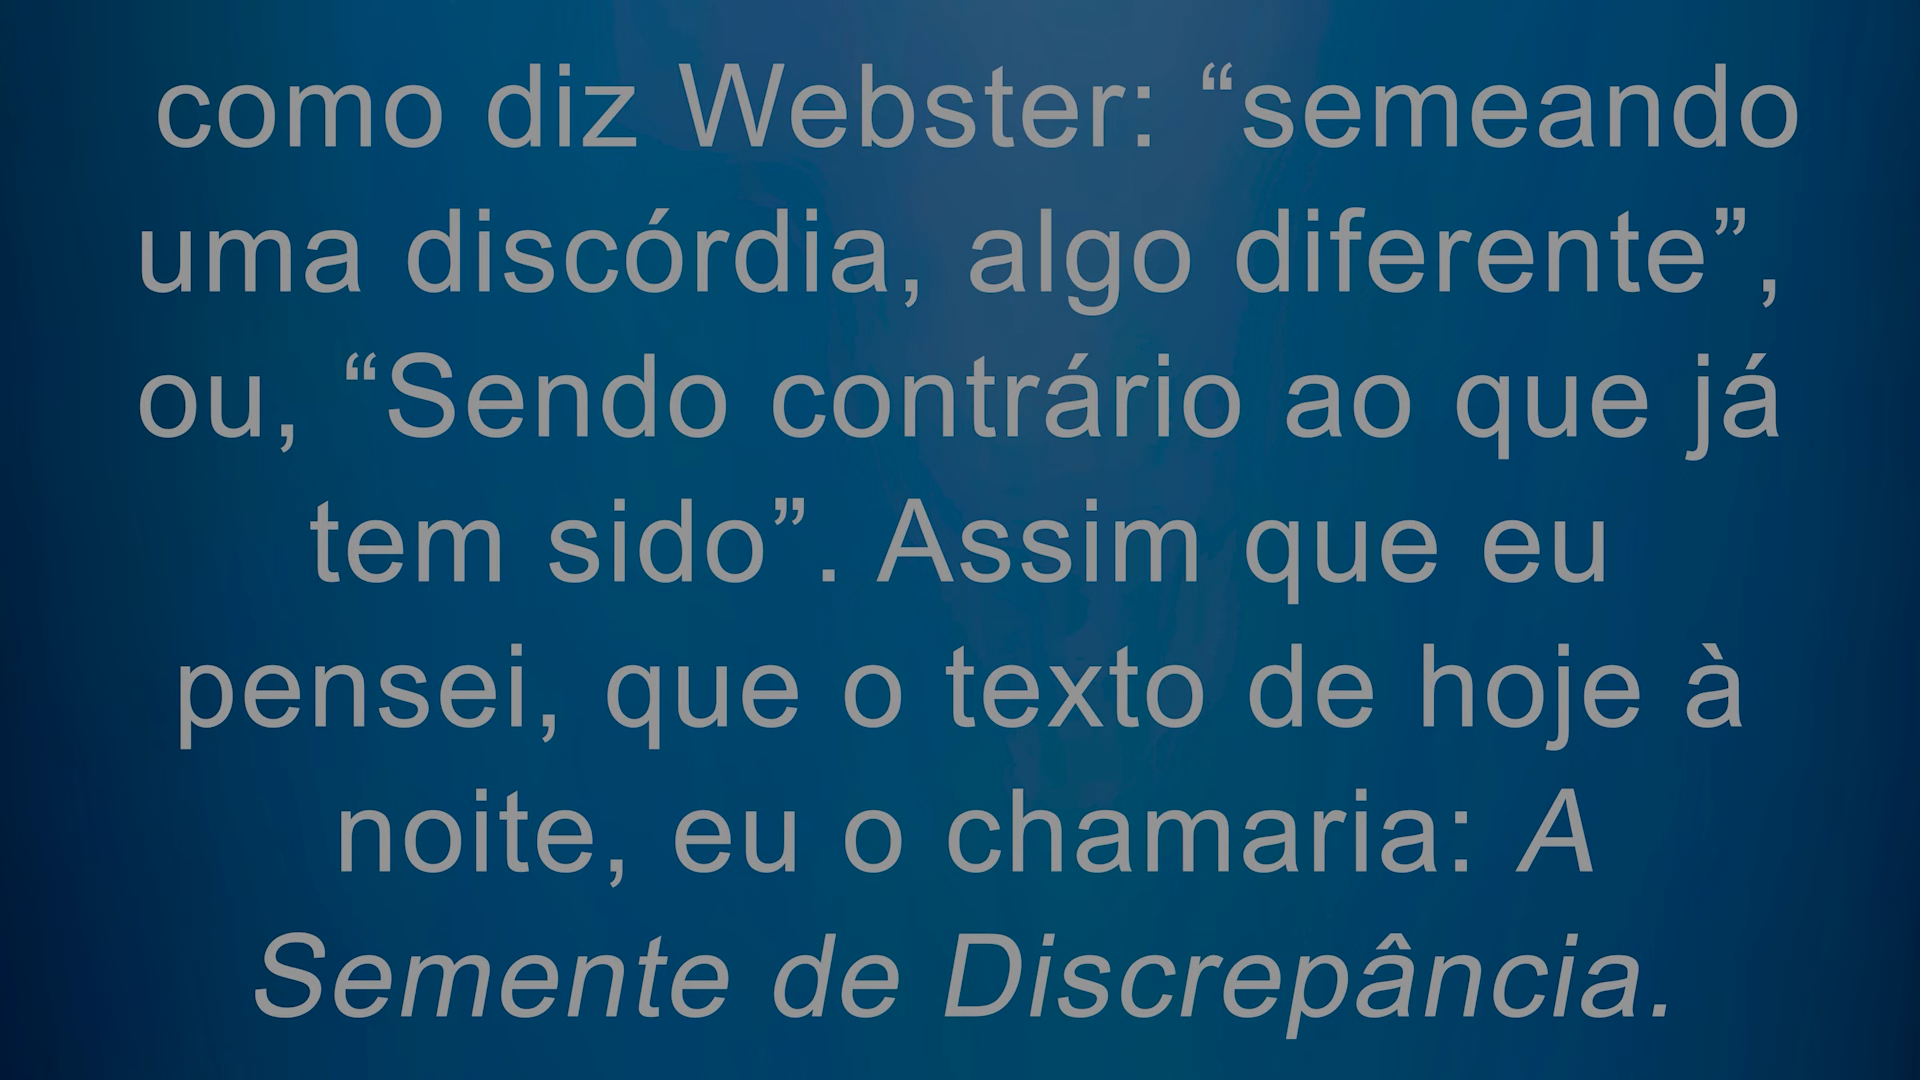 como diz Webster: “semeando
uma discórdia, algo diferente”,
ou, “Sendo contrário ao que já
tem sido”. Assim que eu
pensei, que o texto de hoje à
noite, eu o chamaria: A
Semente de Discrepância.